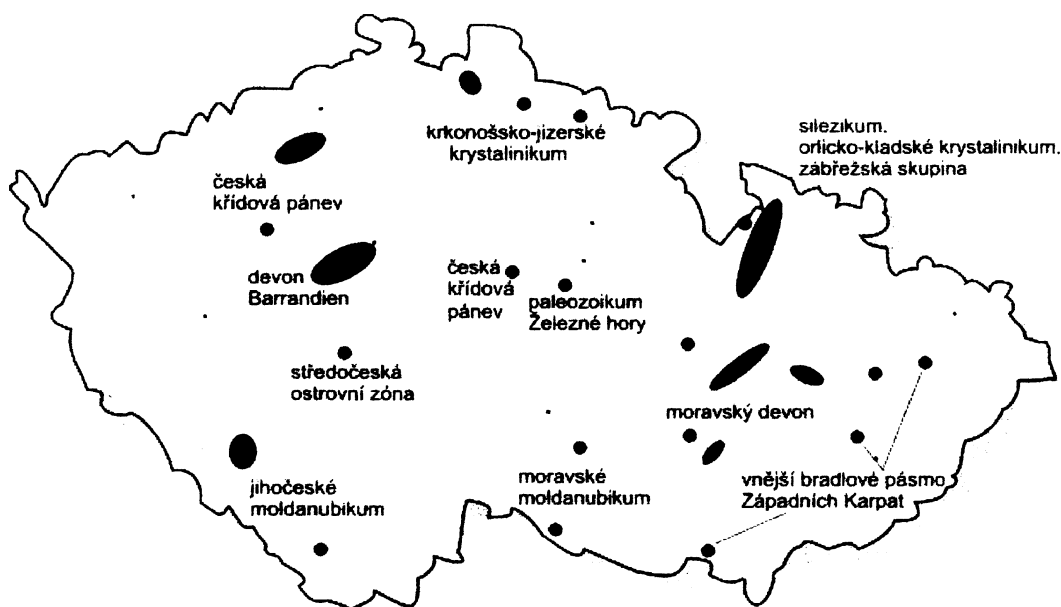 krkonošsko-jizerské
krystalinikum
silezikum.
orlicko-kladské krystalinikum.
zábřežská skupina
česká
křídová pánev
devon
Barrandien
česká
křídová
pánev
paleozoikum
Železné hory
středočeská
ostrovní zóna
moravský devon
jihočeské
moldanubikum
moravské
moldanubikum
vnější bradlové pásmo
Západních Karpat